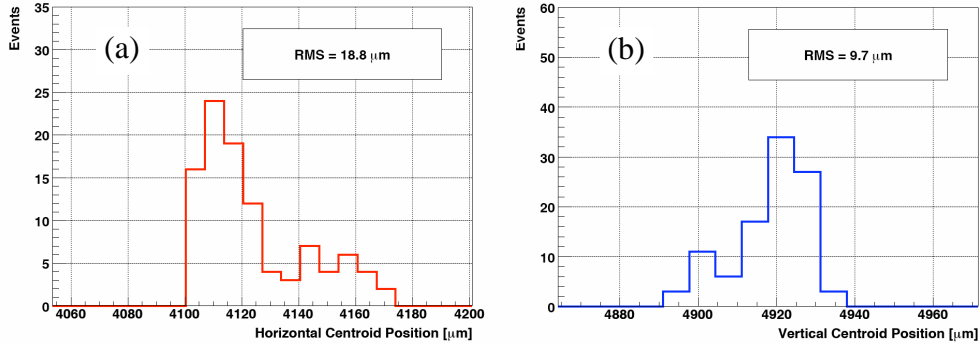 Events
35
30
25
20
15
10
5
0
(a)
RMS = 18.8 μm
4060 4080 4100 4120 4140 4160 4180 4200
Horizontal Centroid Position [μm]
Events
60
50
40
30
20
10
0
(b)
RMS = 9.7 μm
4880 4900 4920 4940 4960
Vertical Centroid Position [μm]